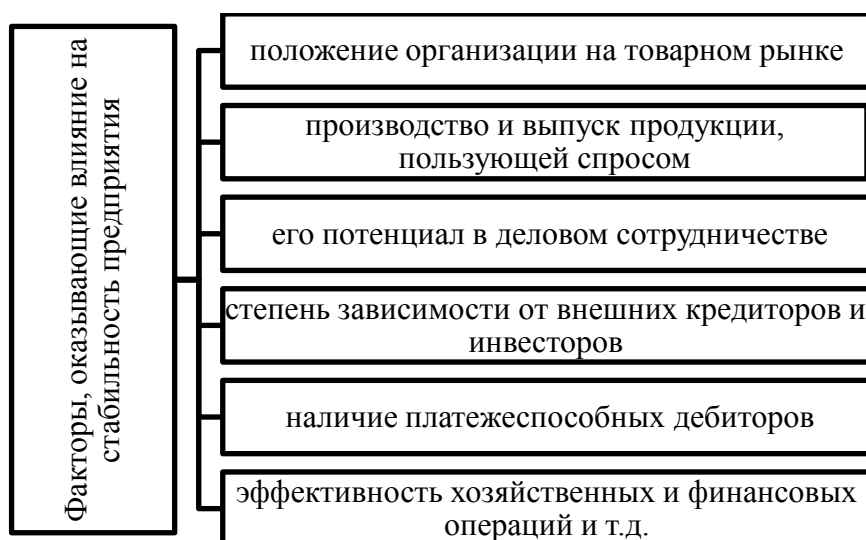 Факторы, оказывающие влияние на
стабильность предприятия
положение организации на товарном рынке
производство и выпуск продукции,
пользующей спросом
его потенциал в деловом сотрудничестве
степень зависимости от внешних кредиторов и
инвесторов
наличие платежеспособных дебиторов
эффективность хозяйственных и финансовых
операций и т.д.